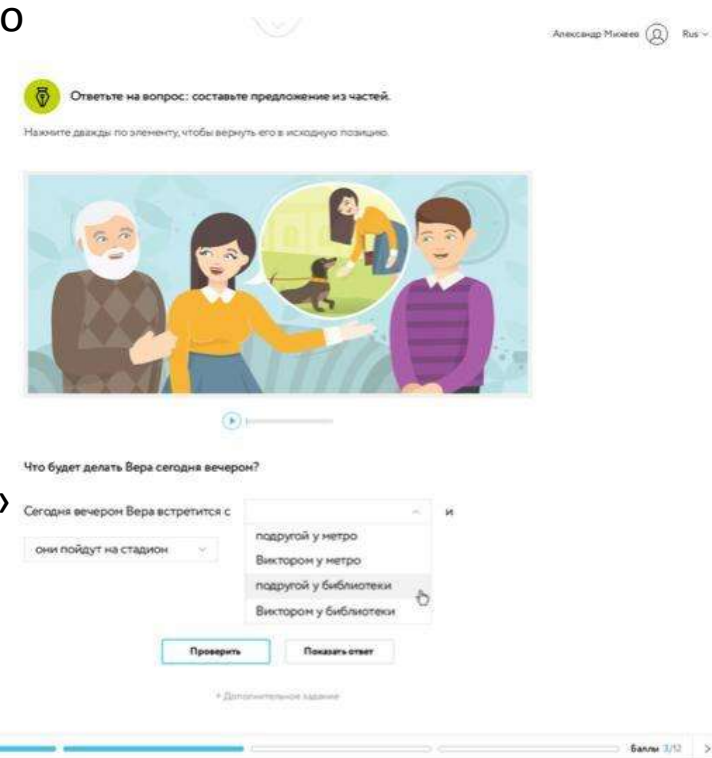 о
Александр Михеев Rus
Ответьте на вопрос: составьте предложение из частей.
Нажмите дважды по элементу, чтобы вернуть его в исходную позицию.
Что будет делать Вера сегодня вечером?
Сегодня вечером Вера встретится с и
они пойдут на стадион
подругой у метро
Виктором у метро
подругой у библиотеки
Виктором у библиотеки
Проверить Показать ответ
+ Дополнительное задание
Баллы 3/12 >